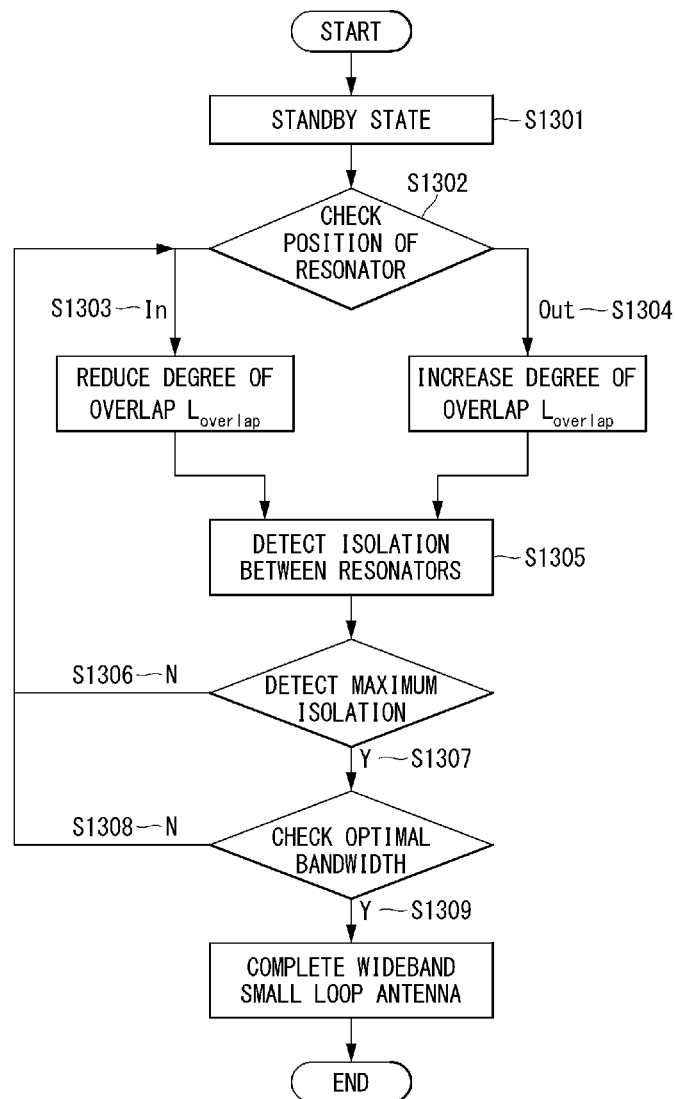 START
STANDBY STATE
S1301
S1302
CHECK
POSITION OF
RESONATOR
S1303
In
Out
S1304
REDUCE DEGREE OF
OVERLAP Loverlap
INCREASE DEGREE OF
OVERLAP Loverlap
DETECT ISOLATION
BETWEEN RESONATORS
S1305
S1306
N
DETECT MAXIMUM
ISOLATION
Y
S1307
S1308
N
CHECK OPTIMAL
BANDWIDTH
Y
S1309
COMPLETE WIDEBAND
SMALL LOOP ANTENNA
END